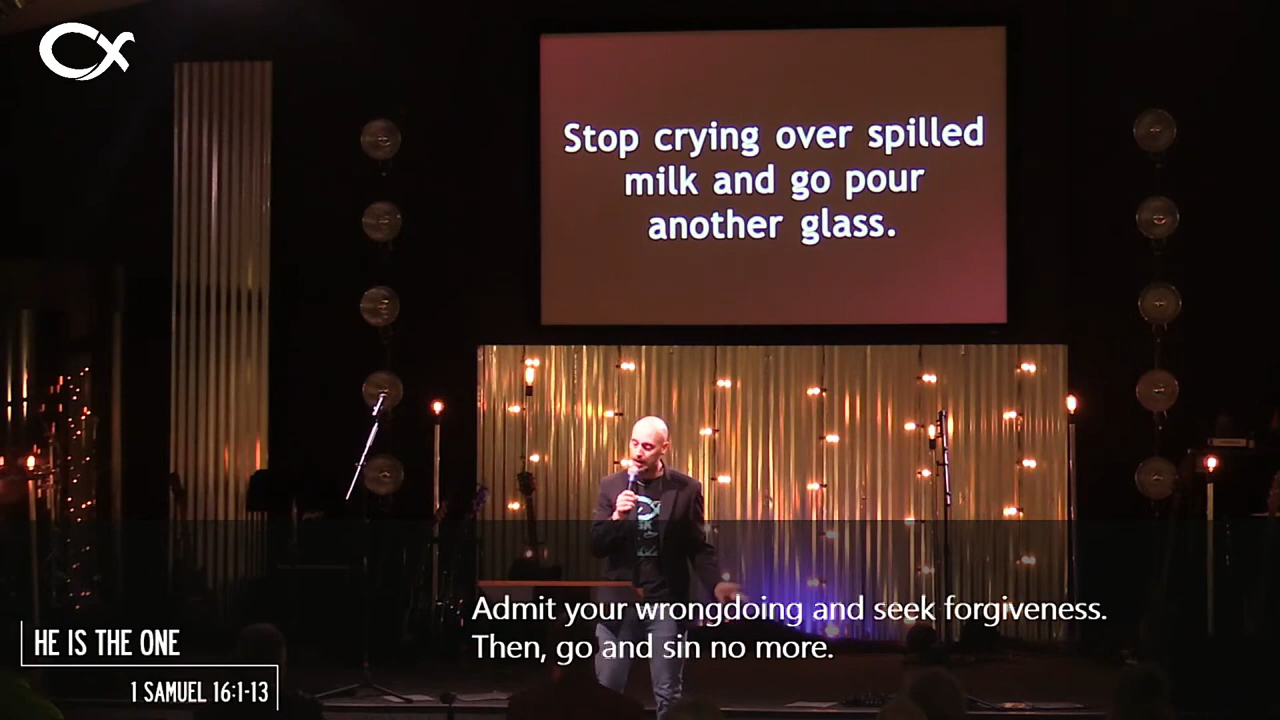 CX
Stop crying over spilled
milk and go pour
another glass.
Admit your wrongdoing and seek forgiveness.
Then, go and sin no more.
HE IS THE ONE
1 SAMUEL 16:1-13